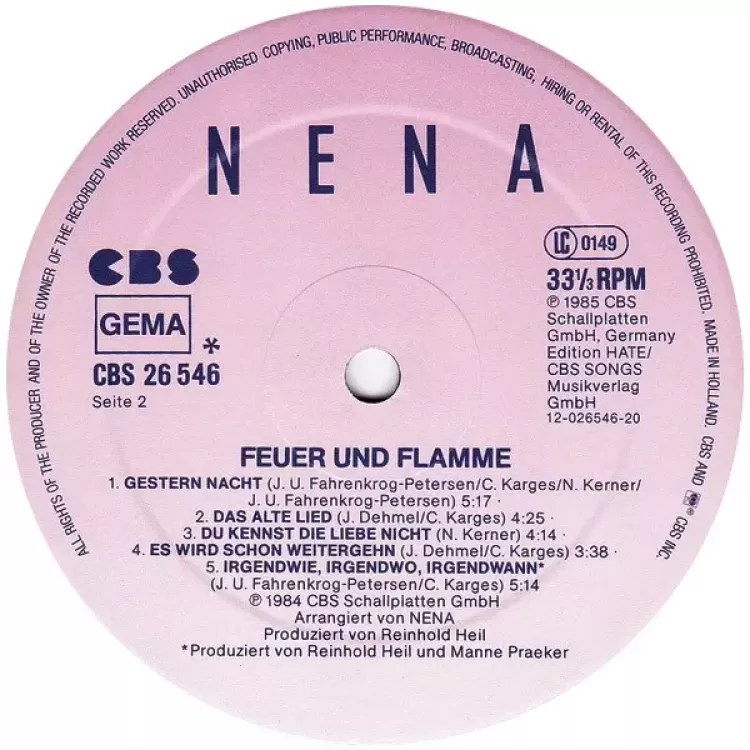 ALL RIGHTS OF THE PRODUCER AND OF THE OWNER OF THE RECORDED WORK RESERVED. UNAUTHORISED COPYING, PUBLIC PERFORMANCE, BROADCASTING, HIRING OR RENTAL OF THIS RECORDING PROHIBITED. MADE IN HOLLAND. CBS AND ® CBS INC.
NENA
CBS
GEMA *
CBS 26 546
Seite 2
LC 0149
33⅓ RPM
℗ 1985 CBS
Schallplatten
GmbH, Germany
Edition HATE/
CBS SONGS
Musikverlag
GmbH
12-026546-20
FEUER UND FLAMME
1. GESTERN NACHT (J. U. Fahrenkrog-Petersen/C. Karges/N. Kerner/
J. U. Fahrenkrog-Petersen) 5:17 ·
2. DAS ALTE LIED (J. Dehmel/C. Karges) 4:25 ·
3. DU KENNST DIE LIEBE NICHT (N. Kerner) 4:14 ·
4. ES WIRD SCHON WEITERGEHN (J. Dehmel/C. Karges) 3:38 ·
5. IRGENDWIE, IRGENDWO, IRGENDWANN*
(J. U. Fahrenkrog-Petersen/C. Karges) 5:14
℗ 1984 CBS Schallplatten GmbH
Arrangiert von NENA
Produziert von Reinhold Heil
*Produziert von Reinhold Heil und Manne Praeker